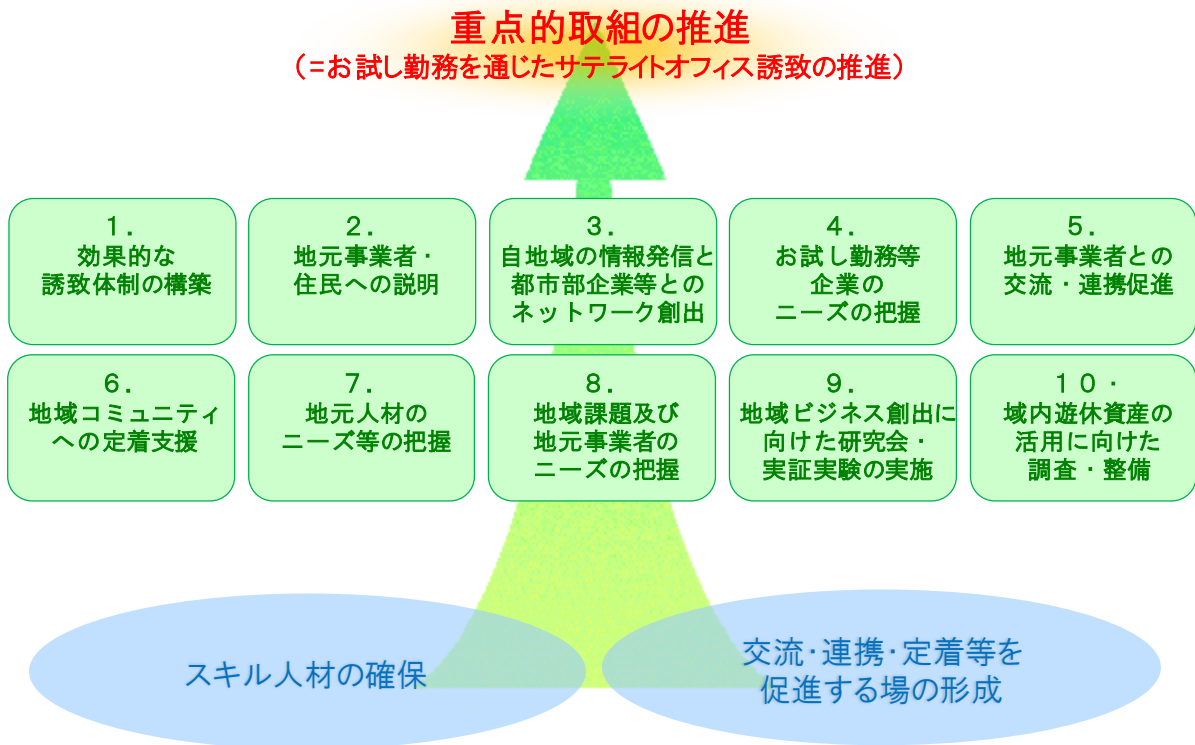 重点的取組の推進
（=お試し勤務を通じたサテライトオフィス誘致の推進）
１．
効果的な
誘致体制の構築
２．
地元事業者・
住民への説明
３．
自地域の情報発信と
都市部企業等との
ネットワーク創出
４．
お試し勤務等
企業の
ニーズの把握
５．
地元事業者との
交流・連携促進
６．
地域コミュニティ
への定着支援
７．
地元人材の
ニーズ等の把握
８．
地域課題及び
地元事業者の
ニーズの把握
９．
地域ビジネス創出に
向けた研究会・
実証実験の実施
１０．
域内遊休資産の
活用に向けた
調査・整備
スキル人材の確保
交流・連携・定着等を
促進する場の形成